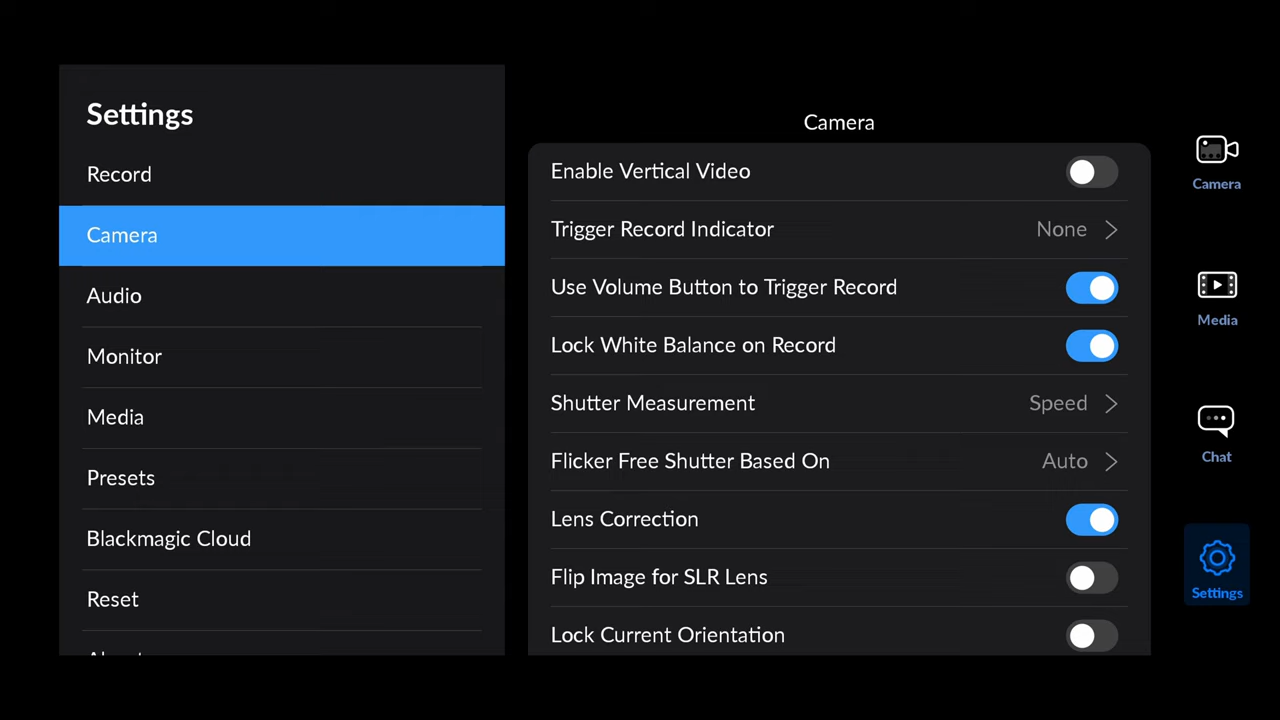 Settings
Record
Camera
Audio
Monitor
Media
Presets
Blackmagic Cloud
Reset
Camera
Enable Vertical Video
Trigger Record Indicator None
Use Volume Button to Trigger Record
Lock White Balance on Record
Shutter Measurement Speed
Flicker Free Shutter Based On Auto
Lens Correction
Flip Image for SLR Lens
Lock Current Orientation
Camera
Media
Chat
Settings